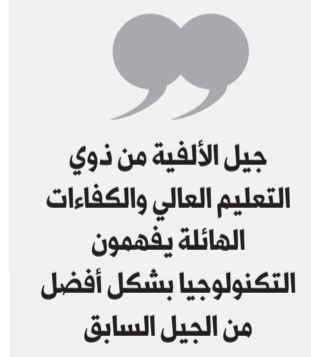 جيل الألفية من ذوي
التعليم العالي والكفاءات
الهائلة يفهمون
التكنولوجيا بشكل أفضل
من الجيل السابق